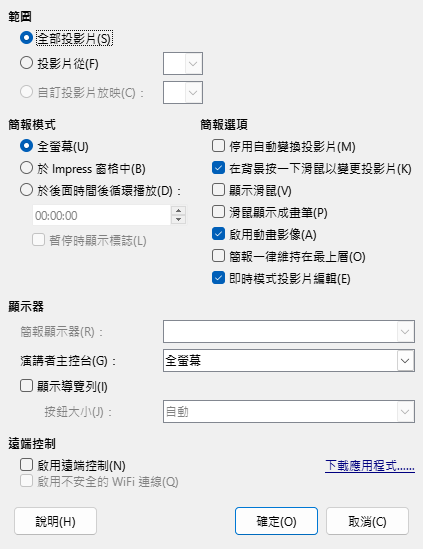 範圍
全部投影片(S)
投影片從(F)
自訂投影片放映(C)：
簡報模式
全螢幕(U)
於 Impress 窗格中(B)
於後面時間後循環播放(D)：
00:00:00
暫停時顯示標誌(L)
簡報選項
停用自動變換投影片(M)
在背景按一下滑鼠以變更投影片(K)
顯示滑鼠(V)
滑鼠顯示成畫筆(P)
啟用動畫影像(A)
簡報一律維持在最上層(O)
即時模式投影片編輯(E)
顯示器
簡報顯示器(R)：
演講者主控台(G)： 全螢幕
顯示導覽列(I)
按鈕大小(J)： 自動
遠端控制
啟用遠端控制(N) 下載應用程式......
啟用不安全的 WiFi 連線(Q)
說明(H) 確定(O) 取消(C)